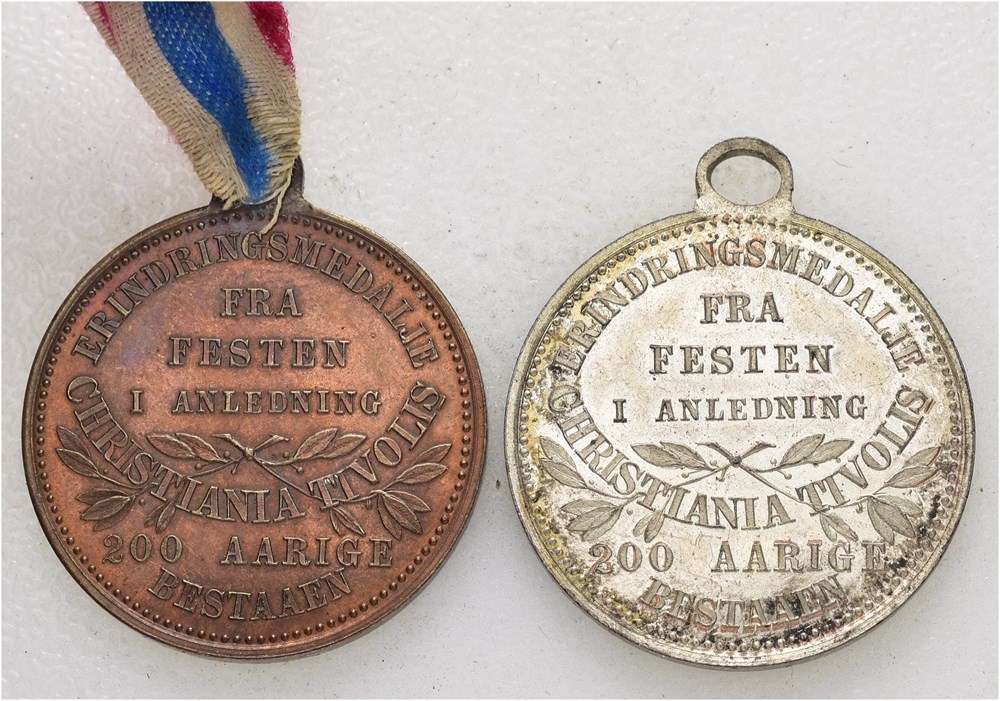 ERINDRINGSMEDALJE
FRA
FESTEN
I ANLEDNING
CHRISTIANIA TIVOLIS
200 AARIGE
BESTAAEN
ERINDRINGSMEDALJE
FRA
FESTEN
I ANLEDNING
CHRISTIANIA TIVOLIS
200 AARIGE
BESTAAEN